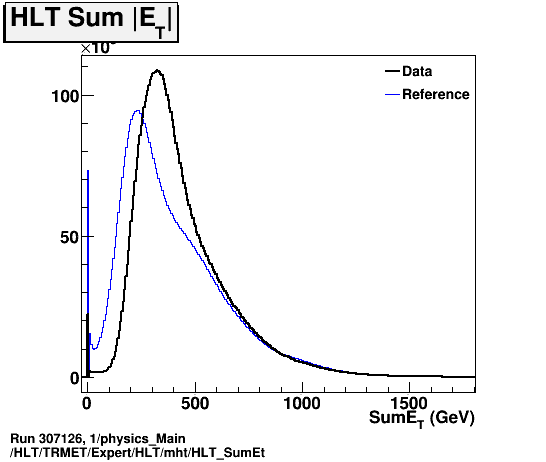 HLT Sum |E_T|
×10
Data
Reference
100
50
0
0 500 1000 1500
SumE_T (GeV)
Run 307126, 1/physics_Main
/HLT/TRMET/Expert/HLT/mht/HLT_SumEt